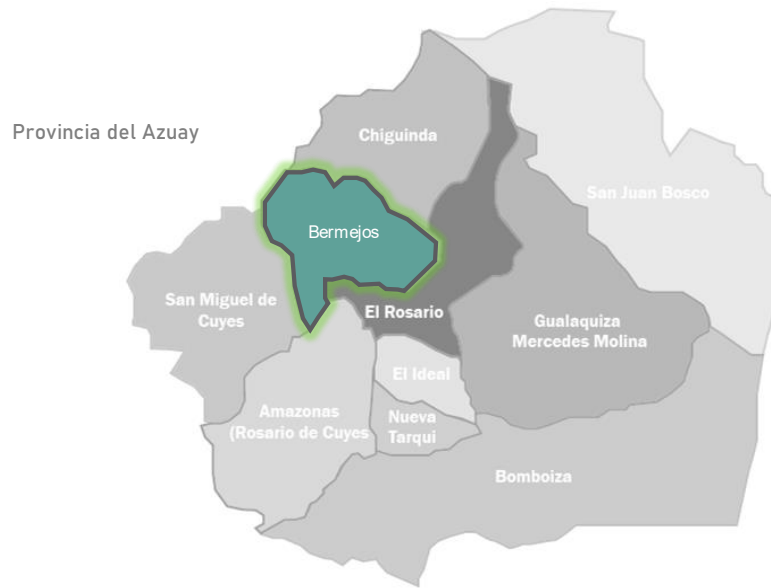 Provincia del Azuay
Chiguinda
San Juan Bosco
Bermejos
San Miguel de
Cuyes
El Rosario
Gualaquiza
Mercedes Molina
El Ideal
Amazonas
(Rosario de Cuyes
Nueva
Tarqui
Bomboiza